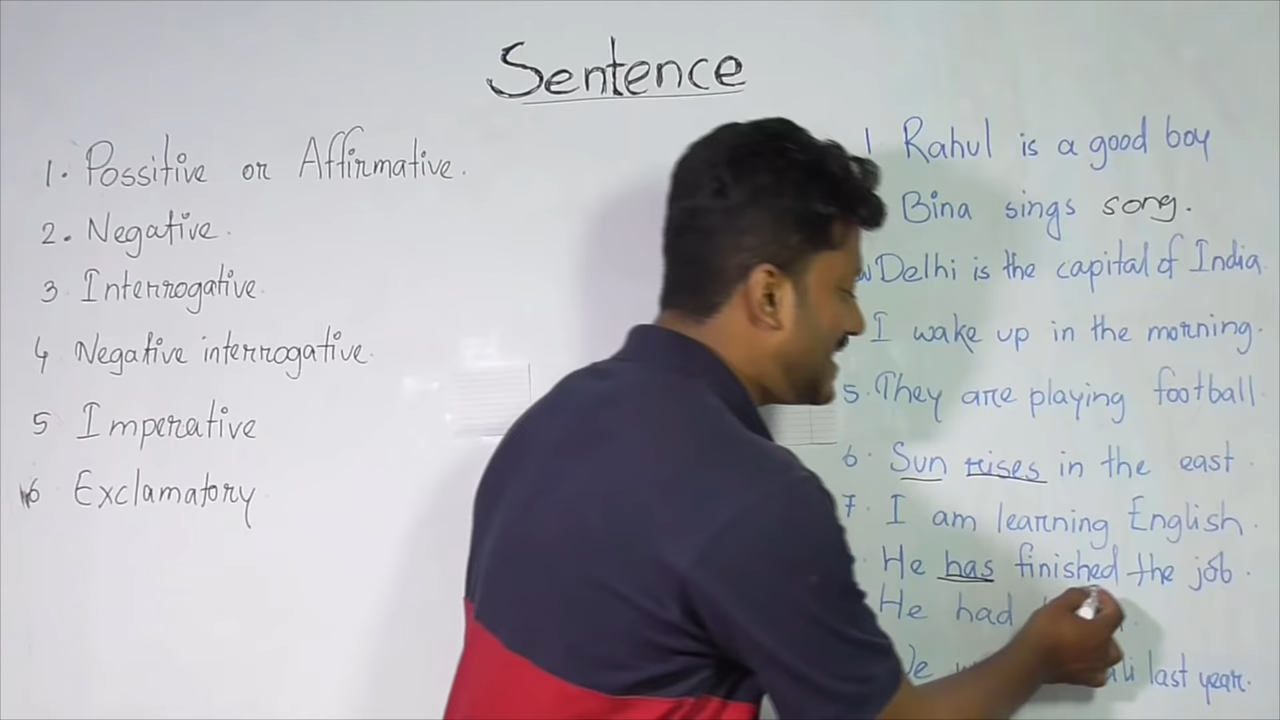 Sentence
1. Possitive or Affirmative.
2. Negative.
3 Interrogative.
4 Negative interrogative.
5 Imperative
6 Exclamatory
1 Rahul is a good boy
Bina sings song.
Delhi is the capital of India
I wake up in the morning.
5. They are playing football.
6. Sun rises in the east.
7. I am learning English.
He has finished the job.
He had
last year.